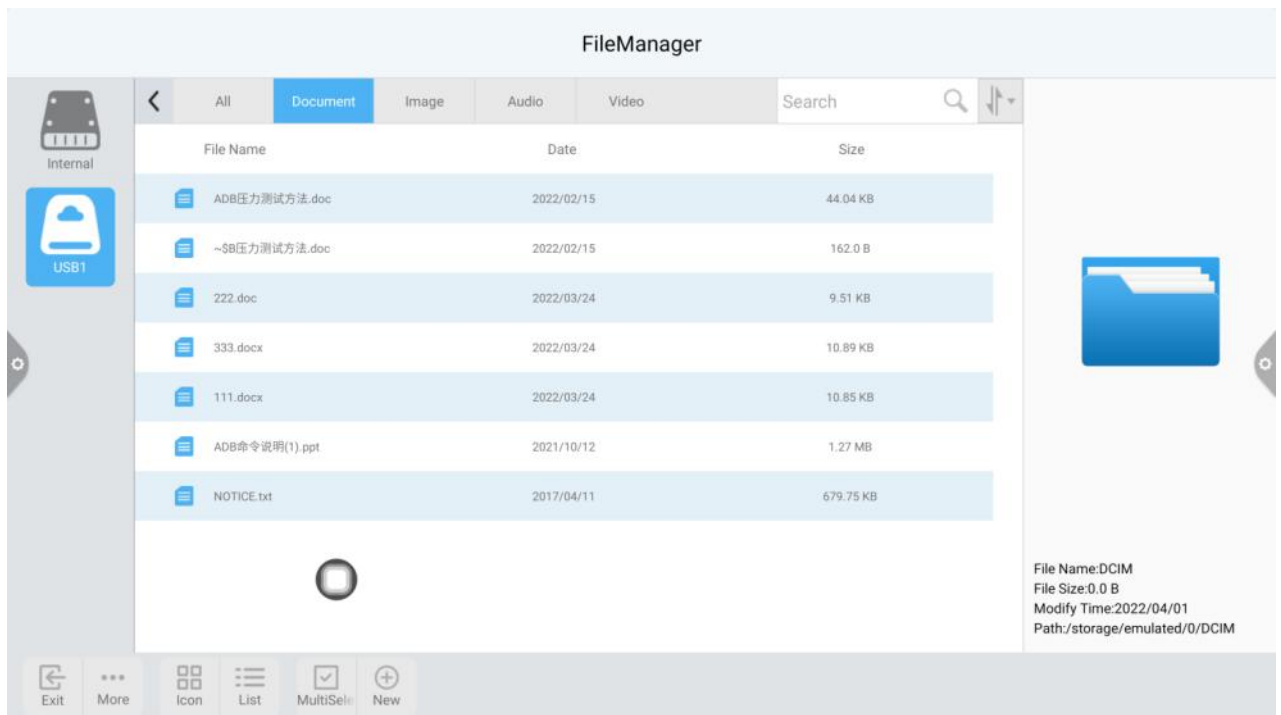 FileManager
Internal
USB1
All Document Image Audio Video Search
File Name Date Size
ADB压力测试方法.doc 2022/02/15 44.04 KB
~$B压力测试方法.doc 2022/02/15 162.0 B
222.doc 2022/03/24 9.51 KB
333.docx 2022/03/24 10.89 KB
111.docx 2022/03/24 10.85 KB
ADB命令说明(1).ppt 2021/10/12 1.27 MB
NOTICE.txt 2017/04/11 679.75 KB
File Name:DCIM
File Size:0.0 B
Modify Time:2022/04/01
Path:/storage/emulated/0/DCIM
Exit More Icon List MultiSele New